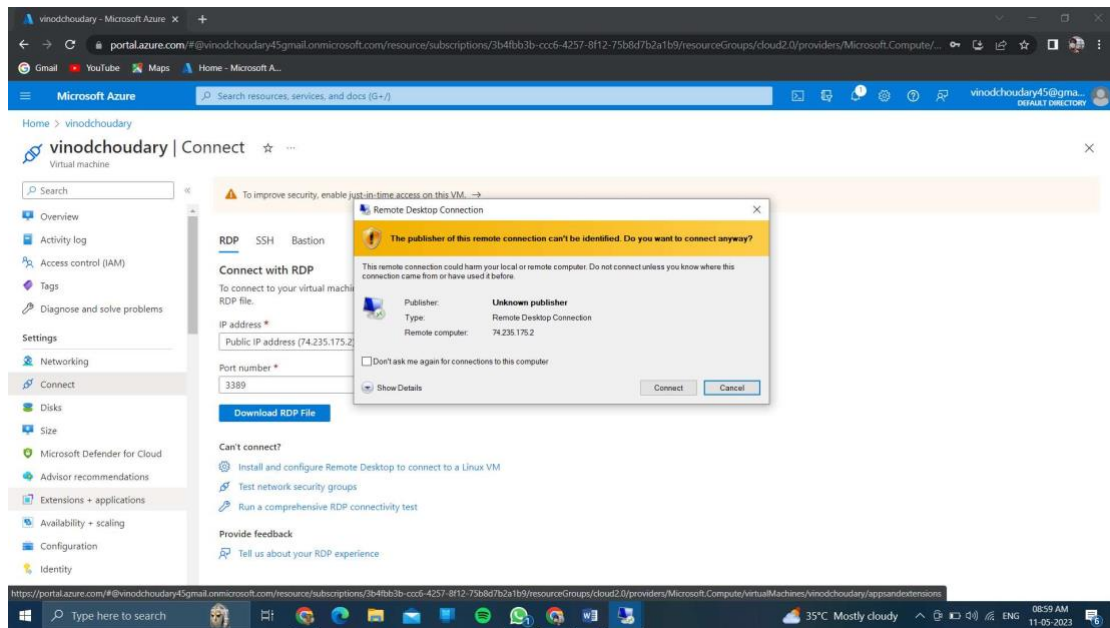 vinodchoudary - Microsoft Azure
portal.azure.com/#@vinodchoudary45gmail.onmicrosoft.com/resource/subscriptions/3b4fbb3b-ccc6-4257-8f12-75b8d7b2a1b9/resourceGroups/cloud2.0/providers/Microsoft.Compute/...
Gmail YouTube Maps Home - Microsoft A...
Microsoft Azure Search resources, services, and docs (G+/) 1 vinodchoudary45@gma...
DEFAULT DIRECTORY
Home > vinodchoudary
vinodchoudary | Connect
Virtual machine
Search
Overview
Activity log
Access control (IAM)
Tags
Diagnose and solve problems
Settings
Networking
Connect
Disks
Size
Microsoft Defender for Cloud
Advisor recommendations
Extensions + applications
Availability + scaling
Configuration
Identity
To improve security, enable just-in-time access on this VM. →
RDP SSH Bastion
Connect with RDP
To connect to your virtual machi
RDP file.
IP address *
Public IP address (74.235.175.2
Port number *
3389
Download RDP File
Can't connect?
Install and configure Remote Desktop to connect to a Linux VM
Test network security groups
Run a comprehensive RDP connectivity test
Provide feedback
Tell us about your RDP experience
Remote Desktop Connection
The publisher of this remote connection can't be identified. Do you want to connect anyway?
This remote connection could harm your local or remote computer. Do not connect unless you know where this
connection came from or have used it before.
Publisher: Unknown publisher
Type: Remote Desktop Connection
Remote computer: 74.235.175.2
Don't ask me again for connections to this computer
Show Details Connect Cancel
https://portal.azure.com/#@vinodchoudary45gmail.onmicrosoft.com/resource/subscriptions/3b4fbb3b-ccc6-4257-8f12-75b8d7b2a1b9/resourceGroups/cloud2.0/providers/Microsoft.Compute/virtualMachines/vinodchoudary/appsandextensions
Type here to search 35°C Mostly cloudy ENG 08:59 AM
11-05-2023 6